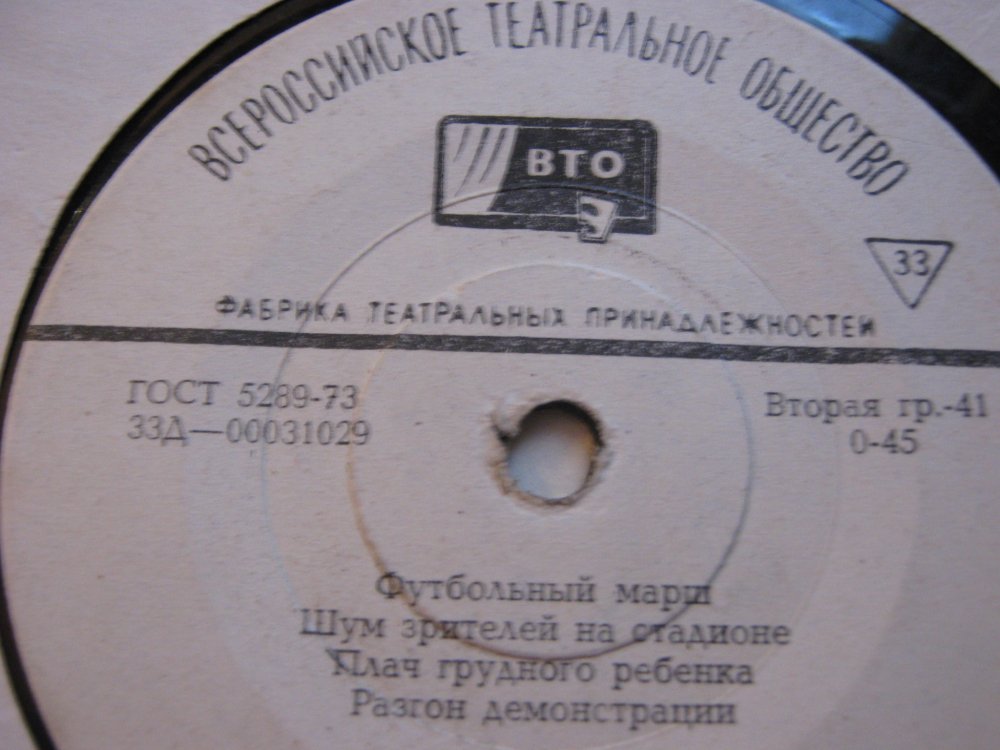 ВСЕРОССИЙСКОЕ ТЕАТРАЛЬНОЕ ОБЩЕСТВО
ВТО
Э
33
ФАБРИКА ТЕАТРАЛЬНЫХ ПРИНАДЛЕЖНОСТЕЙ
ГОСТ 5289-73
33Д—00031029
Вторая гр.-41
0-45
Футбольный марш
Шум зрителей на стадионе
Плач грудного ребенка
Разгон демонстрации